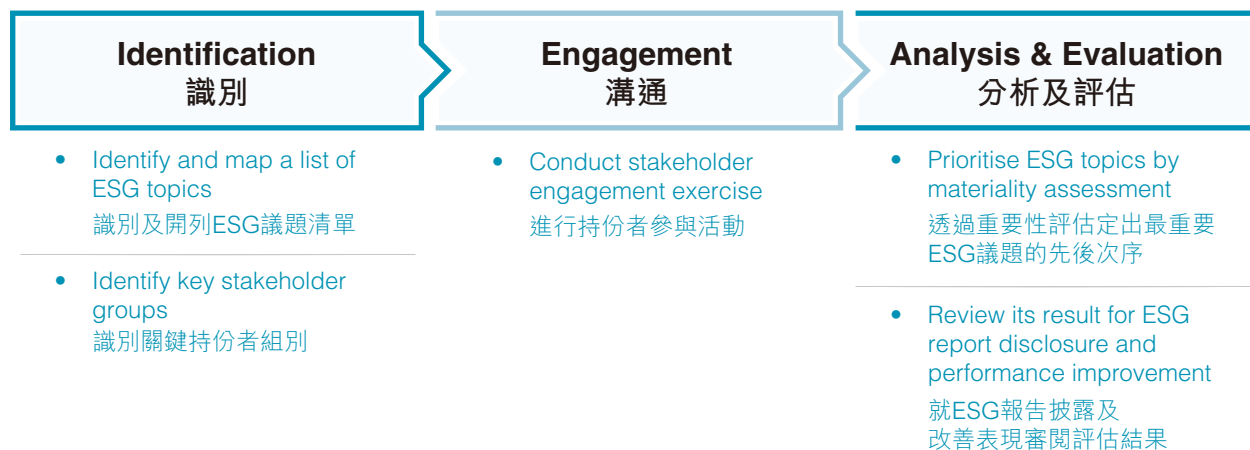 Identification
識別
Engagement
溝通
Analysis & Evaluation
分析及評估
• Identify and map a list of
ESG topics
識別及開列ESG議題清單
• Identify key stakeholder
groups
識別關鍵持份者組別
• Conduct stakeholder
engagement exercise
進行持份者參與活動
• Prioritise ESG topics by
materiality assessment
透過重要性評估定出最重要
ESG議題的先後次序
• Review its result for ESG
report disclosure and
performance improvement
就ESG報告披露及
改善表現審閱評估結果